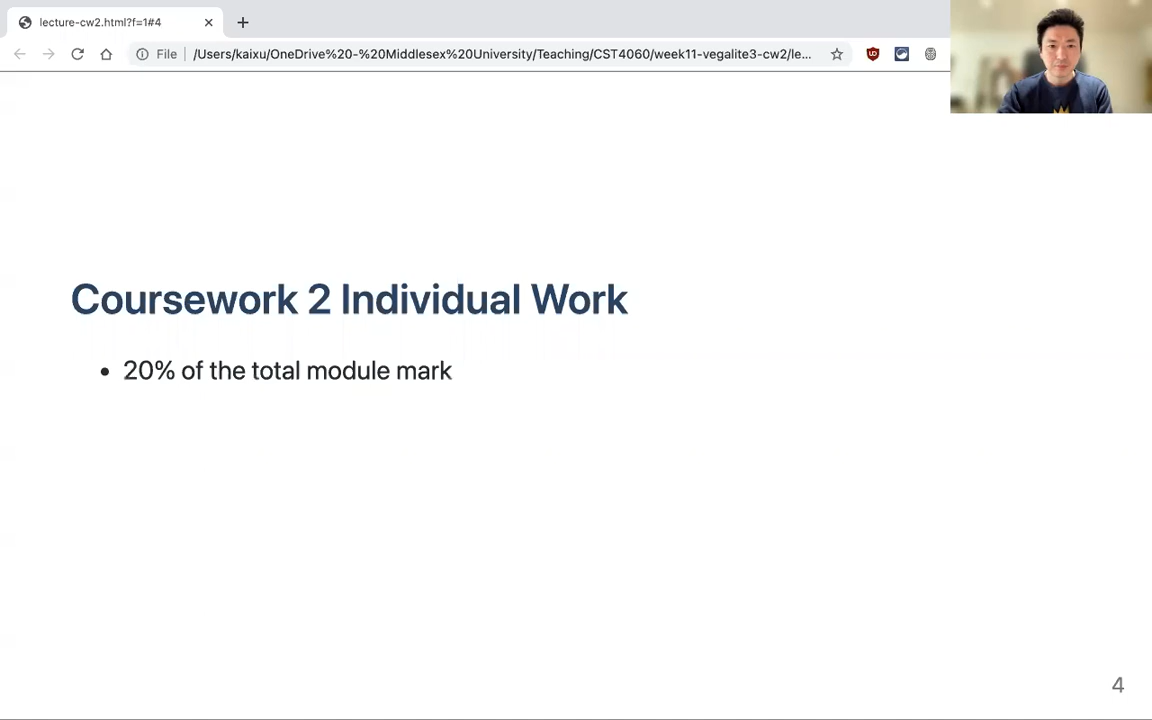 lecture-cw2.html?f=1#4
File /Users/kaixu/OneDrive%20-%20Middlesex%20University/Teaching/CST4060/week11-vegalite3-cw2/le...
Coursework 2 Individual Work
• 20% of the total module mark
4